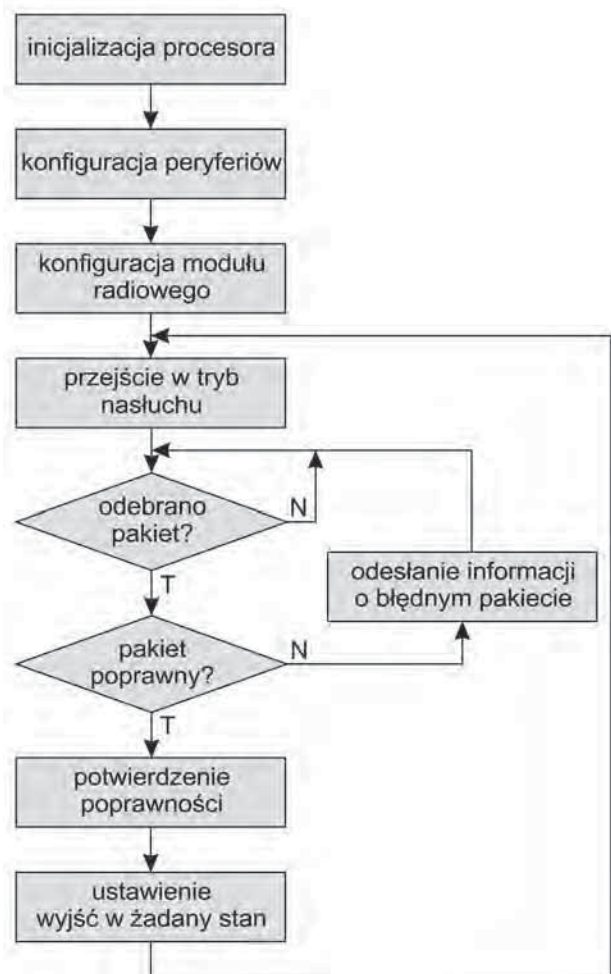 inicjalizacja procesora
konfiguracja peryferiów
konfiguracja modułu
radiowego
przejście w tryb
nasłuchu
odebrano
pakiet?
N
T
odesłanie informacji
o błędnym pakiecie
pakiet
poprawny?
N
T
potwierdzenie
poprawności
ustawienie
wyjść w żadany stan